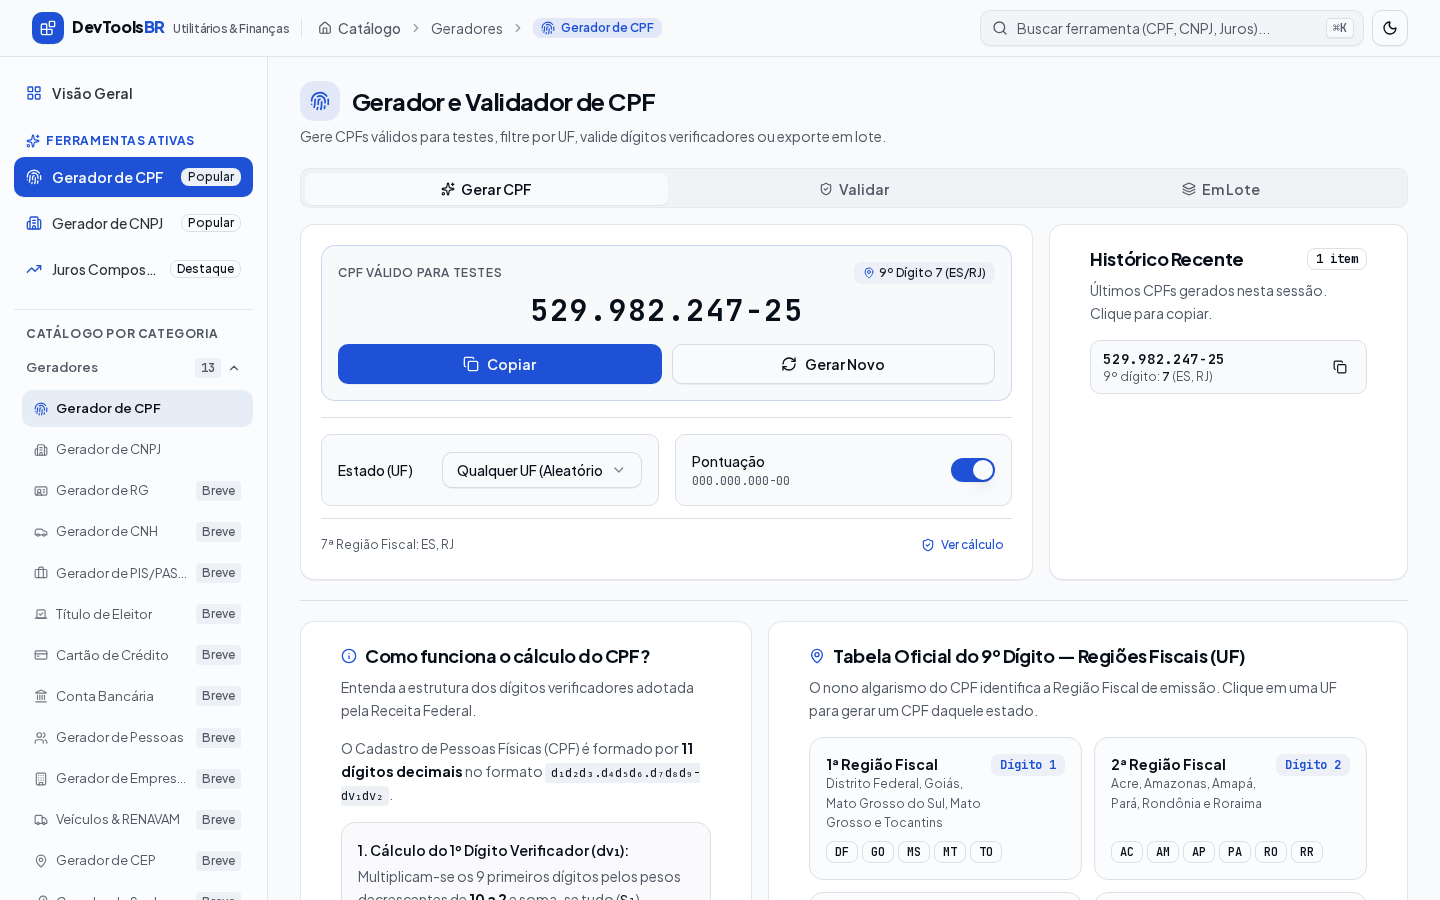 DevToolsBR Utilitários & Finanças Catálogo Geradores Gerador de CPF Buscar ferramenta (CPF, CNPJ, Juros)... ⌘K
Visão Geral
FERRAMENTAS ATIVAS
Gerador de CPF Popular
Gerador de CNPJ Popular
Juros Compos... Destaque
CATÁLOGO POR CATEGORIA
Geradores 13
Gerador de CPF
Gerador de CNPJ
Gerador de RG Breve
Gerador de CNH Breve
Gerador de PIS/PAS... Breve
Título de Eleitor Breve
Cartão de Crédito Breve
Conta Bancária Breve
Gerador de Pessoas Breve
Gerador de Empres... Breve
Veículos & RENAVAM Breve
Gerador de CEP Breve
Gerador e Validador de CPF
Gere CPFs válidos para testes, filtre por UF, valide dígitos verificadores ou exporte em lote.
Gerar CPF Validar Em Lote
CPF VÁLIDO PARA TESTES 9º Dígito 7 (ES/RJ)
529.982.247-25
Copiar Gerar Novo
Estado (UF) Qualquer UF (Aleatório
Pontuação
000.000.000-00
7ª Região Fiscal: ES, RJ Ver cálculo
Histórico Recente 1 item
Últimos CPFs gerados nesta sessão.
Clique para copiar.
529.982.247-25
9º dígito: 7 (ES, RJ)
Como funciona o cálculo do CPF?
Entenda a estrutura dos dígitos verificadores adotada
pela Receita Federal.
O Cadastro de Pessoas Físicas (CPF) é formado por 11
dígitos decimais no formato d₁d₂d₃.d₄d₅d₆.d₇d₈d₉-
dv₁dv₂ .
1. Cálculo do 1º Dígito Verificador (dv₁):
Multiplicam-se os 9 primeiros dígitos pelos pesos
decrescentes de 10 a 2 e soma-se tudo (S₁).
Tabela Oficial do 9º Dígito — Regiões Fiscais (UF)
O nono algarismo do CPF identifica a Região Fiscal de emissão. Clique em uma UF
para gerar um CPF daquele estado.
1ª Região Fiscal Dígito 1
Distrito Federal, Goiás,
Mato Grosso do Sul, Mato
Grosso e Tocantins
DF GO MS MT TO
2ª Região Fiscal Dígito 2
Acre, Amazonas, Amapá,
Pará, Rondônia e Roraima
AC AM AP PA RO RR